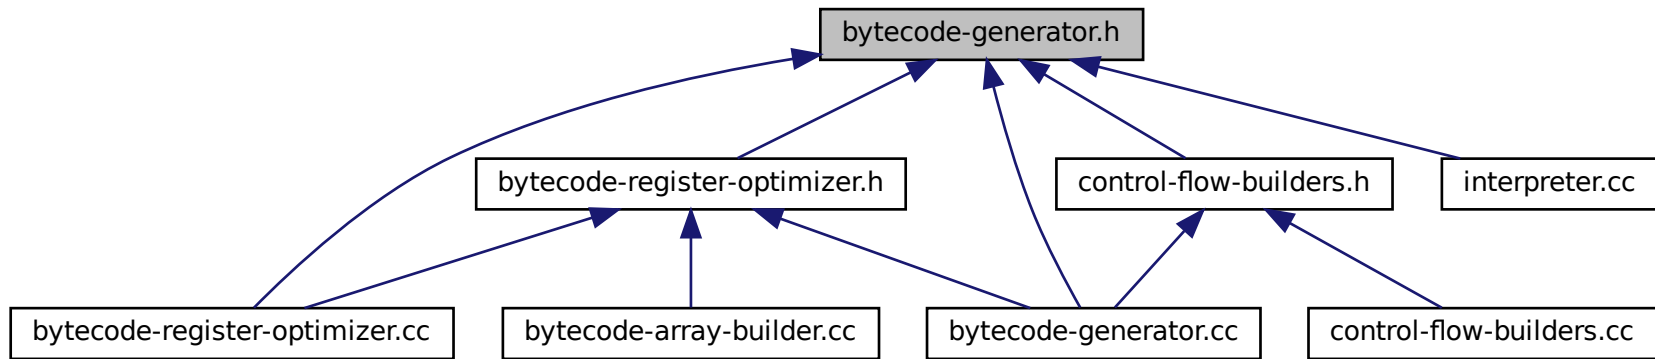 bytecode-generator.h
bytecode-register-optimizer.h
control-flow-builders.h
interpreter.cc
bytecode-register-optimizer.cc
bytecode-array-builder.cc
bytecode-generator.cc
control-flow-builders.cc